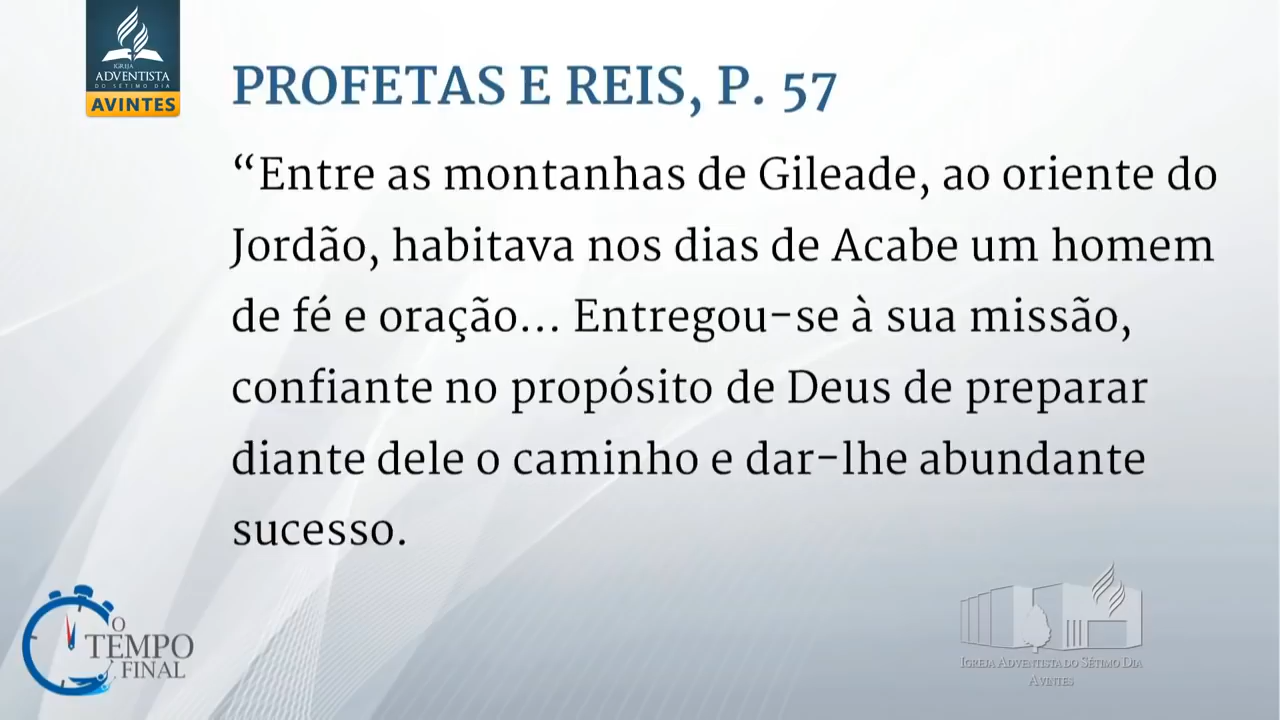 IGREJA
ADVENTISTA
DO SÉTIMO DIA
AVINTES
PROFETAS E REIS, P. 57
“Entre as montanhas de Gileade, ao oriente do
Jordão, habitava nos dias de Acabe um homem
de fé e oração... Entregou-se à sua missão,
confiante no propósito de Deus de preparar
diante dele o caminho e dar-lhe abundante
sucesso.
O
TEMPO
FINAL
IGREJA ADVENTISTA DO SÉTIMO DIA
AVINTES